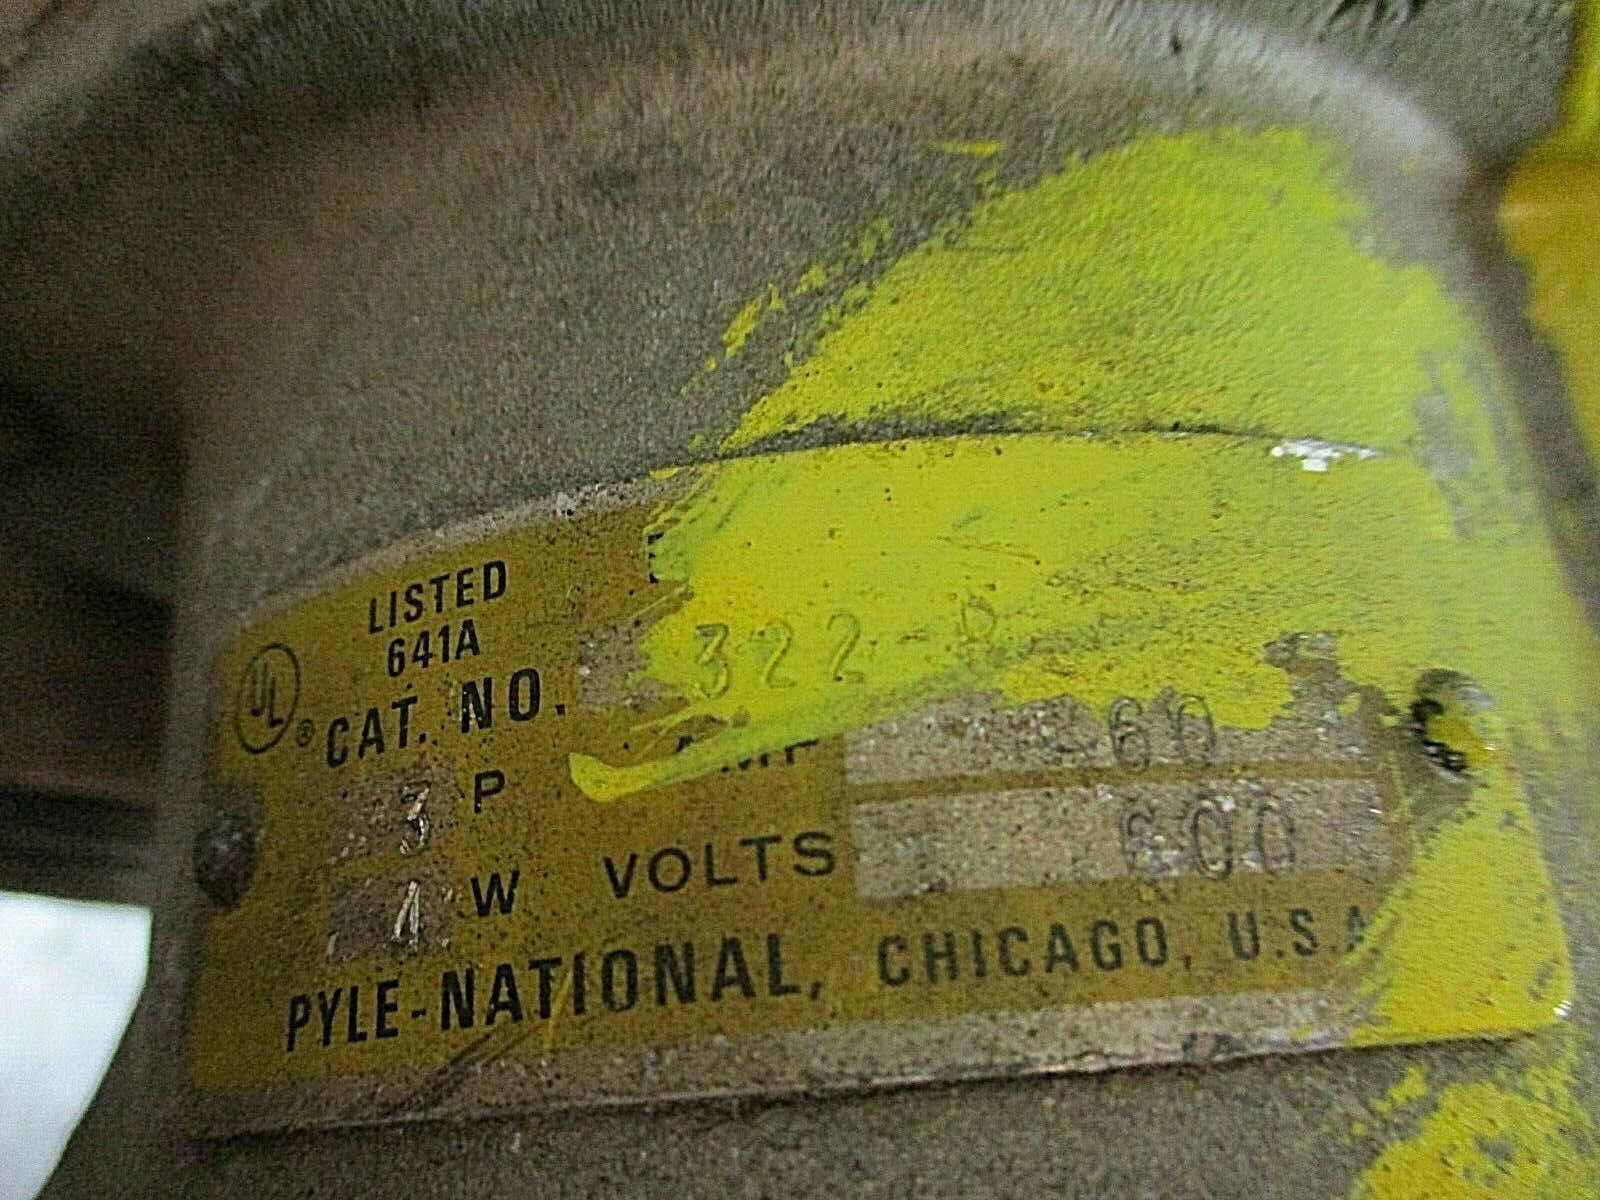 LISTED
641A
UL ®
CAT. NO. 322-P
3 P AMP 60
4 W VOLTS 600
PYLE-NATIONAL, CHICAGO, U.S.A